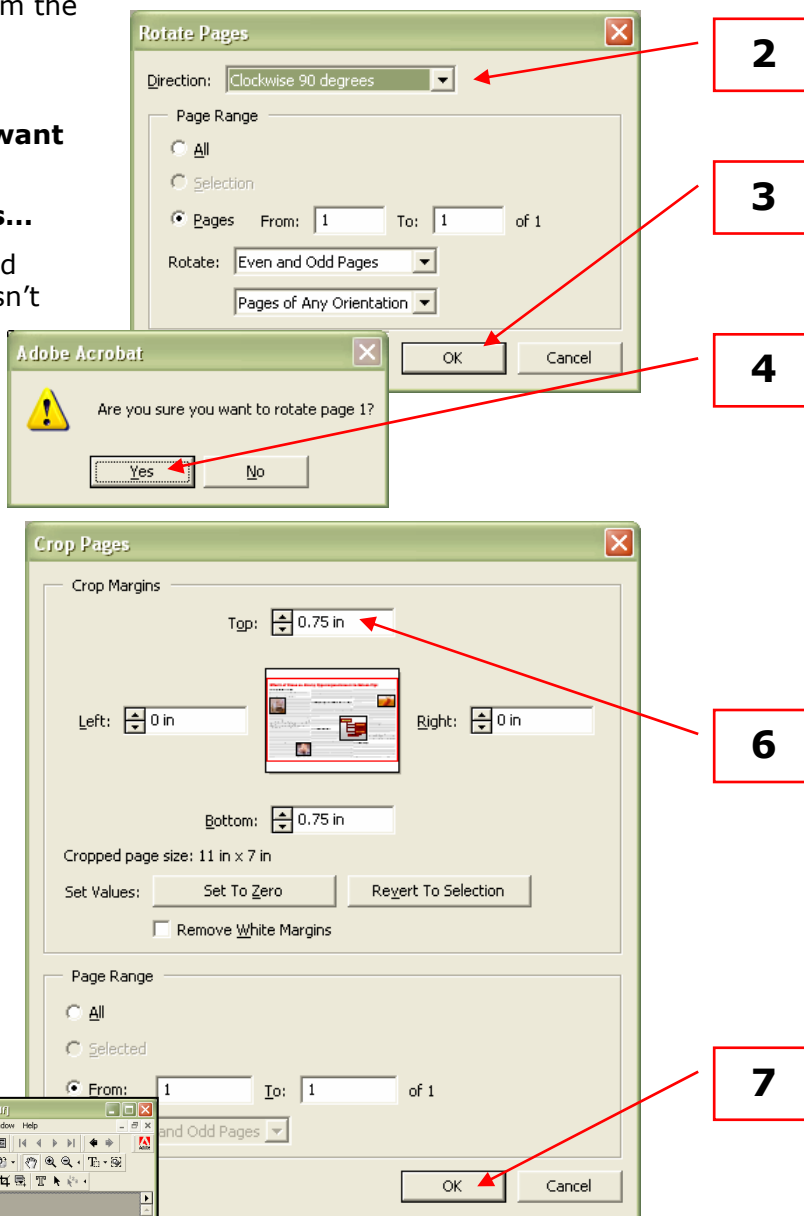 m the
Rotate Pages
2
Direction: Clockwise 90 degrees
want
Page Range
All
Selection
3
s...
Pages From: 1 To: 1 of 1
d
Rotate: Even and Odd Pages
sn't
Pages of Any Orientation
Adobe Acrobat
OK Cancel
4
Are you sure you want to rotate page 1?
Yes No
Crop Pages
Crop Margins
Top: 0.75 in
Left: 0 in
Right: 0 in
6
Bottom: 0.75 in
Cropped page size: 11 in x 7 in
Set Values: Set To Zero Revert To Selection
Remove White Margins
Page Range
All
Selected
7
From: 1 To: 1 of 1
Help
and Odd Pages
OK Cancel